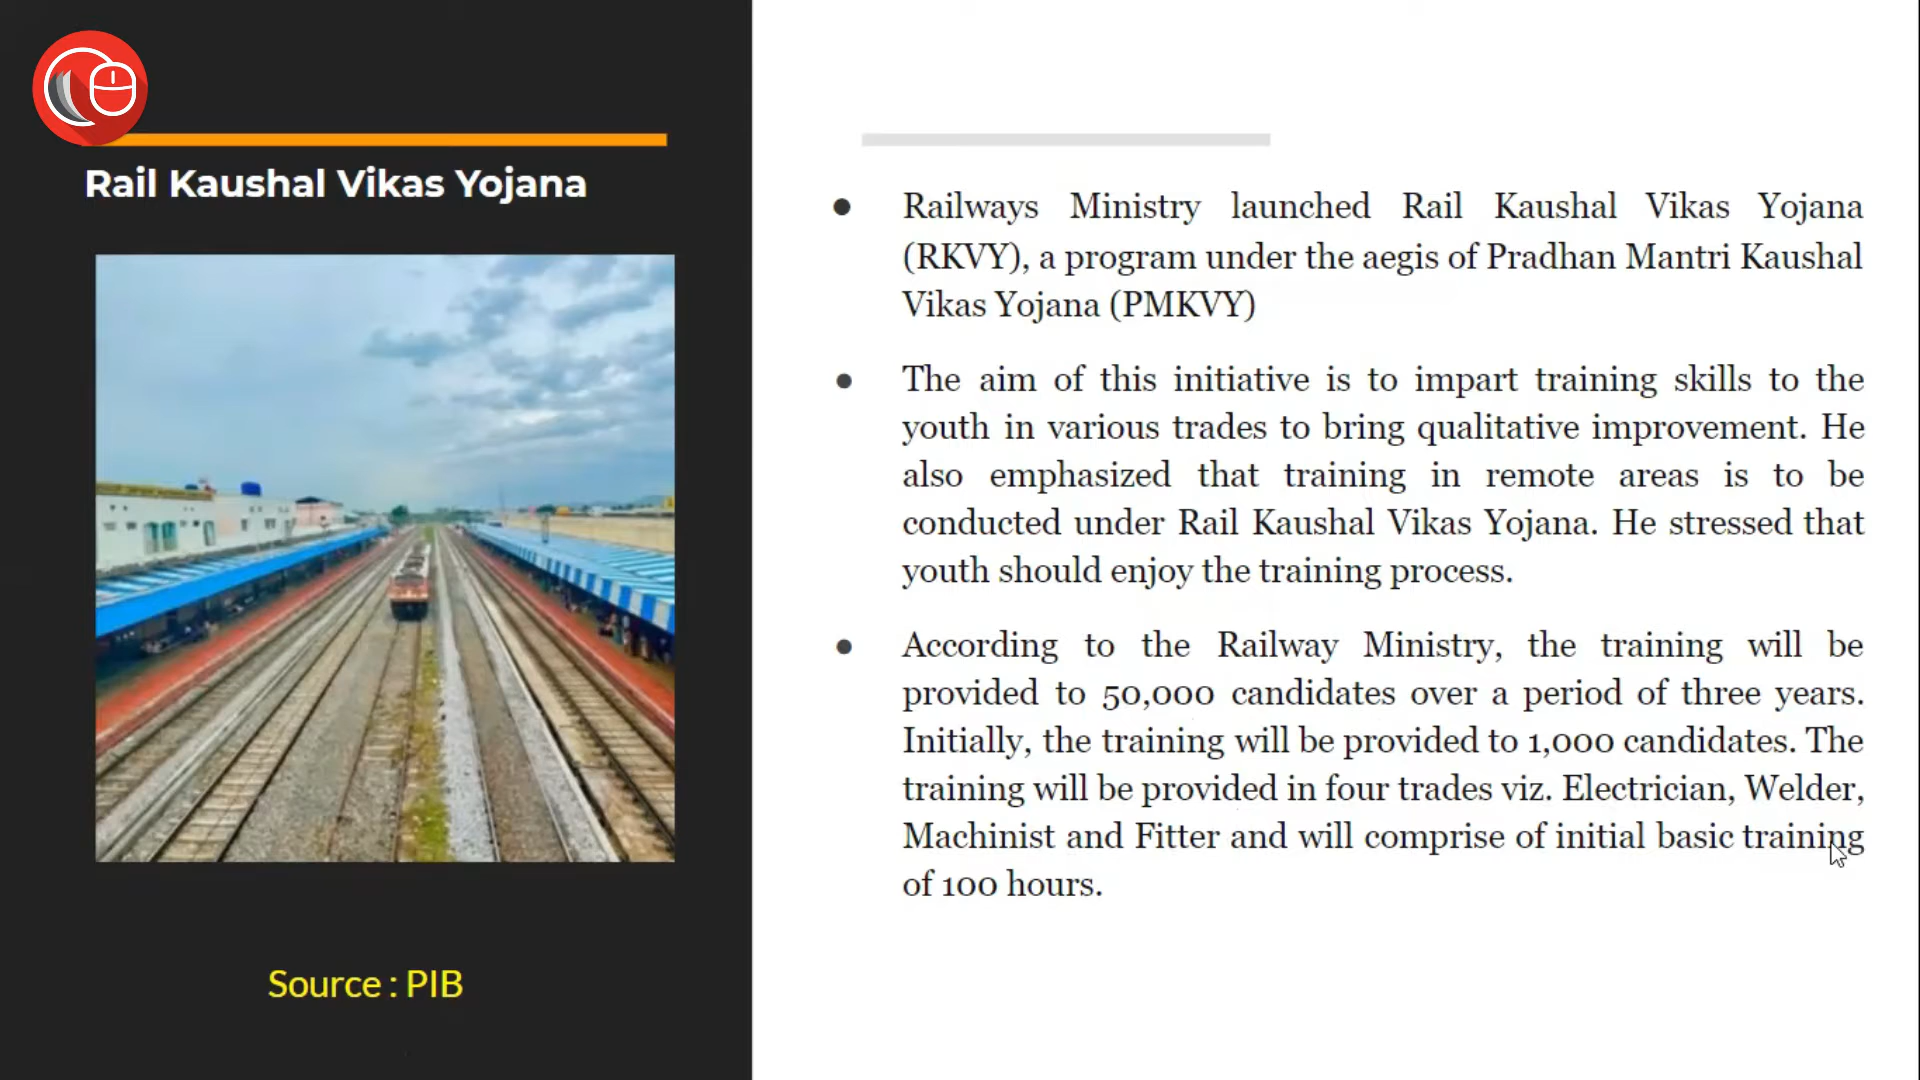 Rail Kaushal Vikas Yojana
Source : PIB
Railways Ministry launched Rail Kaushal Vikas Yojana
(RKVY), a program under the aegis of Pradhan Mantri Kaushal
Vikas Yojana (PMKVY)
The aim of this initiative is to impart training skills to the
youth in various trades to bring qualitative improvement. He
also emphasized that training in remote areas is to be
conducted under Rail Kaushal Vikas Yojana. He stressed that
youth should enjoy the training process.
According to the Railway Ministry, the training will be
provided to 50,000 candidates over a period of three years.
Initially, the training will be provided to 1,000 candidates. The
training will be provided in four trades viz. Electrician, Welder,
Machinist and Fitter and will comprise of initial basic training
of 100 hours.